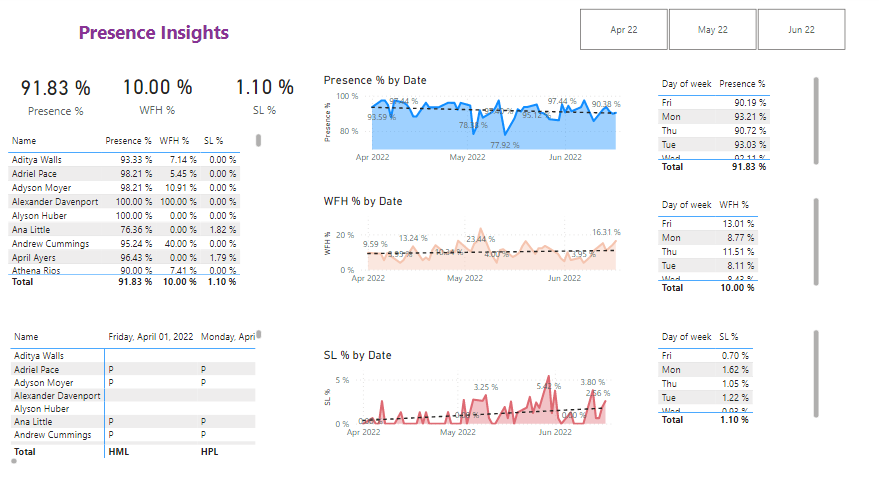 Presence Insights
Apr 22
May 22
Jun 22
91.83 %
10.00 %
1.10 %
Presence %
WFH %
SL %
Name Presence % WFH % SL %
Aditya Walls 93.33 % 7.14 % 0.00 %
Adriel Pace 98.21 % 5.45 % 0.00 %
Adyson Moyer 98.21 % 10.91 % 0.00 %
Alexander Davenport 100.00 % 100.00 % 0.00 %
Alyson Huber 100.00 % 0.00 % 0.00 %
Ana Little 76.36 % 0.00 % 1.82 %
Andrew Cummings 95.24 % 40.00 % 0.00 %
April Ayers 96.43 % 0.00 % 1.79 %
Athena Rios 90.00 % 7.41 % 0.00 %
Total 91.83 % 10.00 % 1.10 %
Name Friday, April 01, 2022 Monday, Apri
Aditya Walls
Adriel Pace P P
Adyson Moyer P P
Alexander Davenport
Alyson Huber
Ana Little P P
Andrew Cummings P P
Total HML HPL
Presence % by Date
Presence %
100 %
80 %
93.59 %
78.
77.92 %
95.12 %
97.44 %
90.38 %
Apr 2022 May 2022 Jun 2022
WFH % by Date
WFH %
20 %
0 %
9.59 %
13.24 %
23.44 %
4.00 %
3.95 %
16.31 %
Apr 2022 May 2022 Jun 2022
SL % by Date
SL %
5 %
0 %
3.25 %
3.80 %
2.56 %
Apr 2022 May 2022 Jun 2022
Day of week Presence %
Fri 90.19 %
Mon 93.21 %
Thu 90.72 %
Tue 93.03 %
Wed 92.11 %
Total 91.83 %
Day of week WFH %
Fri 13.01 %
Mon 8.77 %
Thu 11.51 %
Tue 8.11 %
Wed 8.43 %
Total 10.00 %
Day of week SL %
Fri 0.70 %
Mon 1.62 %
Thu 1.05 %
Tue 1.22 %
Wed
Total 1.10 %